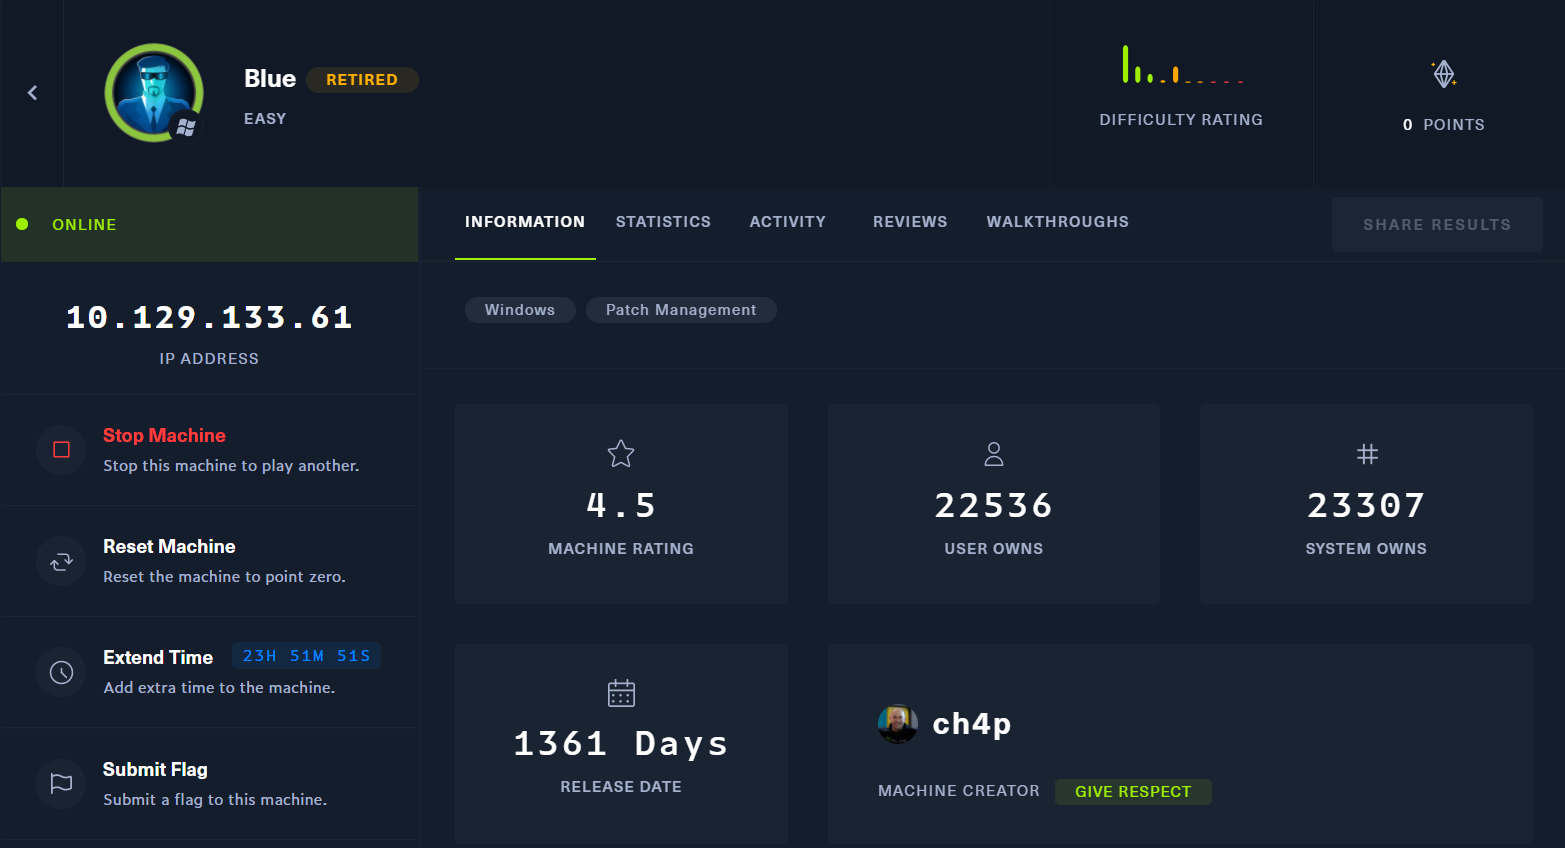 Blue RETIRED
EASY
DIFFICULTY RATING
0 POINTS
ONLINE
INFORMATION STATISTICS ACTIVITY REVIEWS WALKTHROUGHS
SHARE RESULTS
10.129.133.61
IP ADDRESS
Windows Patch Management
Stop Machine
Stop this machine to play another.
Reset Machine
Reset the machine to point zero.
Extend Time 23H 51M 51S
Add extra time to the machine.
Submit Flag
Submit a flag to this machine.
4.5
MACHINE RATING
22536
USER OWNS
23307
SYSTEM OWNS
1361 Days
RELEASE DATE
ch4p
MACHINE CREATOR GIVE RESPECT